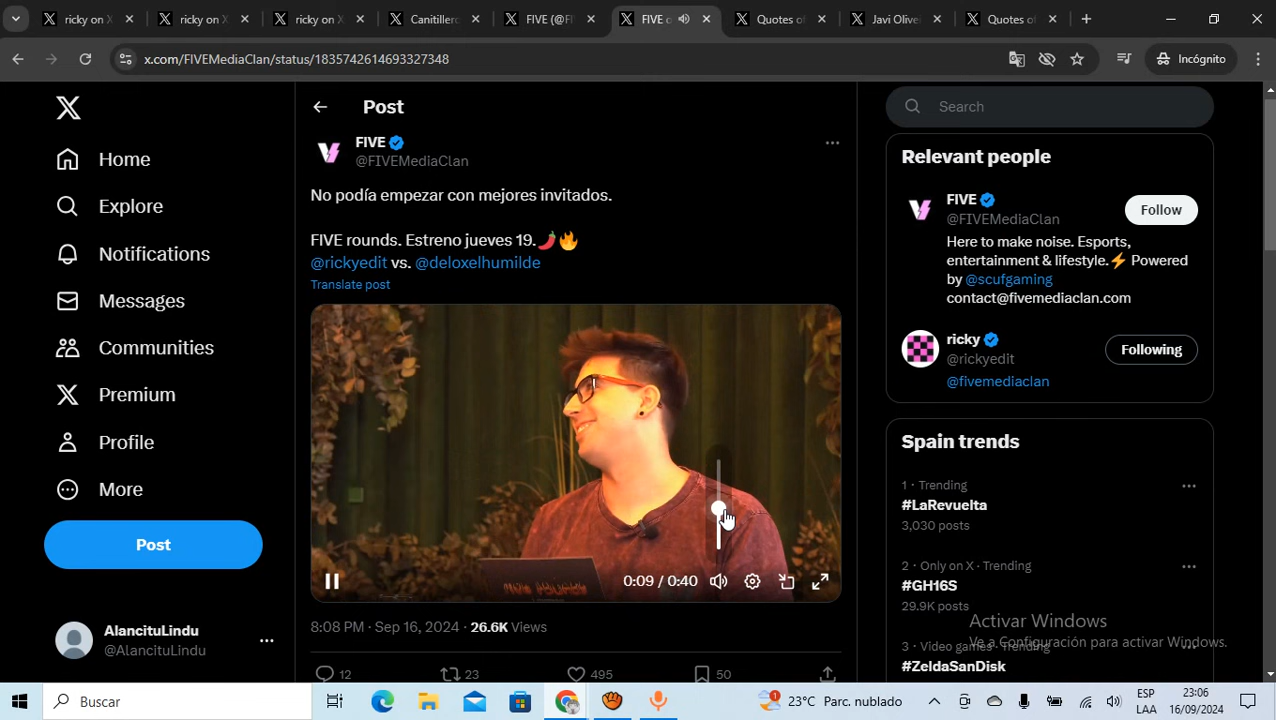 ricky on X
ricky on X
ricky on X
Canitillerc
FIVE (@FI
FIVE o
Quotes of
Javi Olive
Quotes of
x.com/FIVEMediaClan/status/1835742614693327348
Incógnito
Post
Search
FIVE
@FIVEMediaClan
No podía empezar con mejores invitados.
FIVE rounds. Estreno jueves 19.🌶️🔥
@rickyedit vs. @deloxelhumilde
Translate post
0:09 / 0:40
8:08 PM · Sep 16, 2024 · 26.6K Views
12
23
495
50
Home
Explore
Notifications
Messages
Communities
Premium
Profile
More
Post
AlancituLindu
@AlancituLindu
Relevant people
FIVE
@FIVEMediaClan
Follow
Here to make noise. Esports,
entertainment & lifestyle.⚡ Powered
by @scufgaming
contact@fivemediaclan.com
ricky
@rickyedit
Following
@fivemediaclan
Spain trends
1 · Trending
#LaRevuelta
3,030 posts
2 · Only on X · Trending
#GH16S
29.9K posts
3 · Video games · Trending
#ZeldaSanDisk
Activar Windows
Ve a Configuración para activar Windows.
Buscar
1
23°C Parc. nublado
ESP
LAA
23:06
16/09/2024